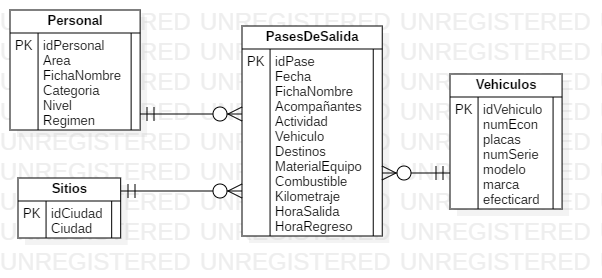 UNREGISTERED UNREGISTERED UNREGISTERED
Personal
PK idPersonal
Area
FichaNombre
Categoria
Nivel
Regimen
PasesDeSalida
PK idPase
Fecha
FichaNombre
Acompañantes
Actividad
Vehiculo
Destinos
MaterialEquipo
Combustible
Kilometraje
HoraSalida
HoraRegreso
Vehiculos
PK idVehiculo
numEcon
placas
numSerie
modelo
marca
efecticard
Sitios
PK idCiudad
Ciudad